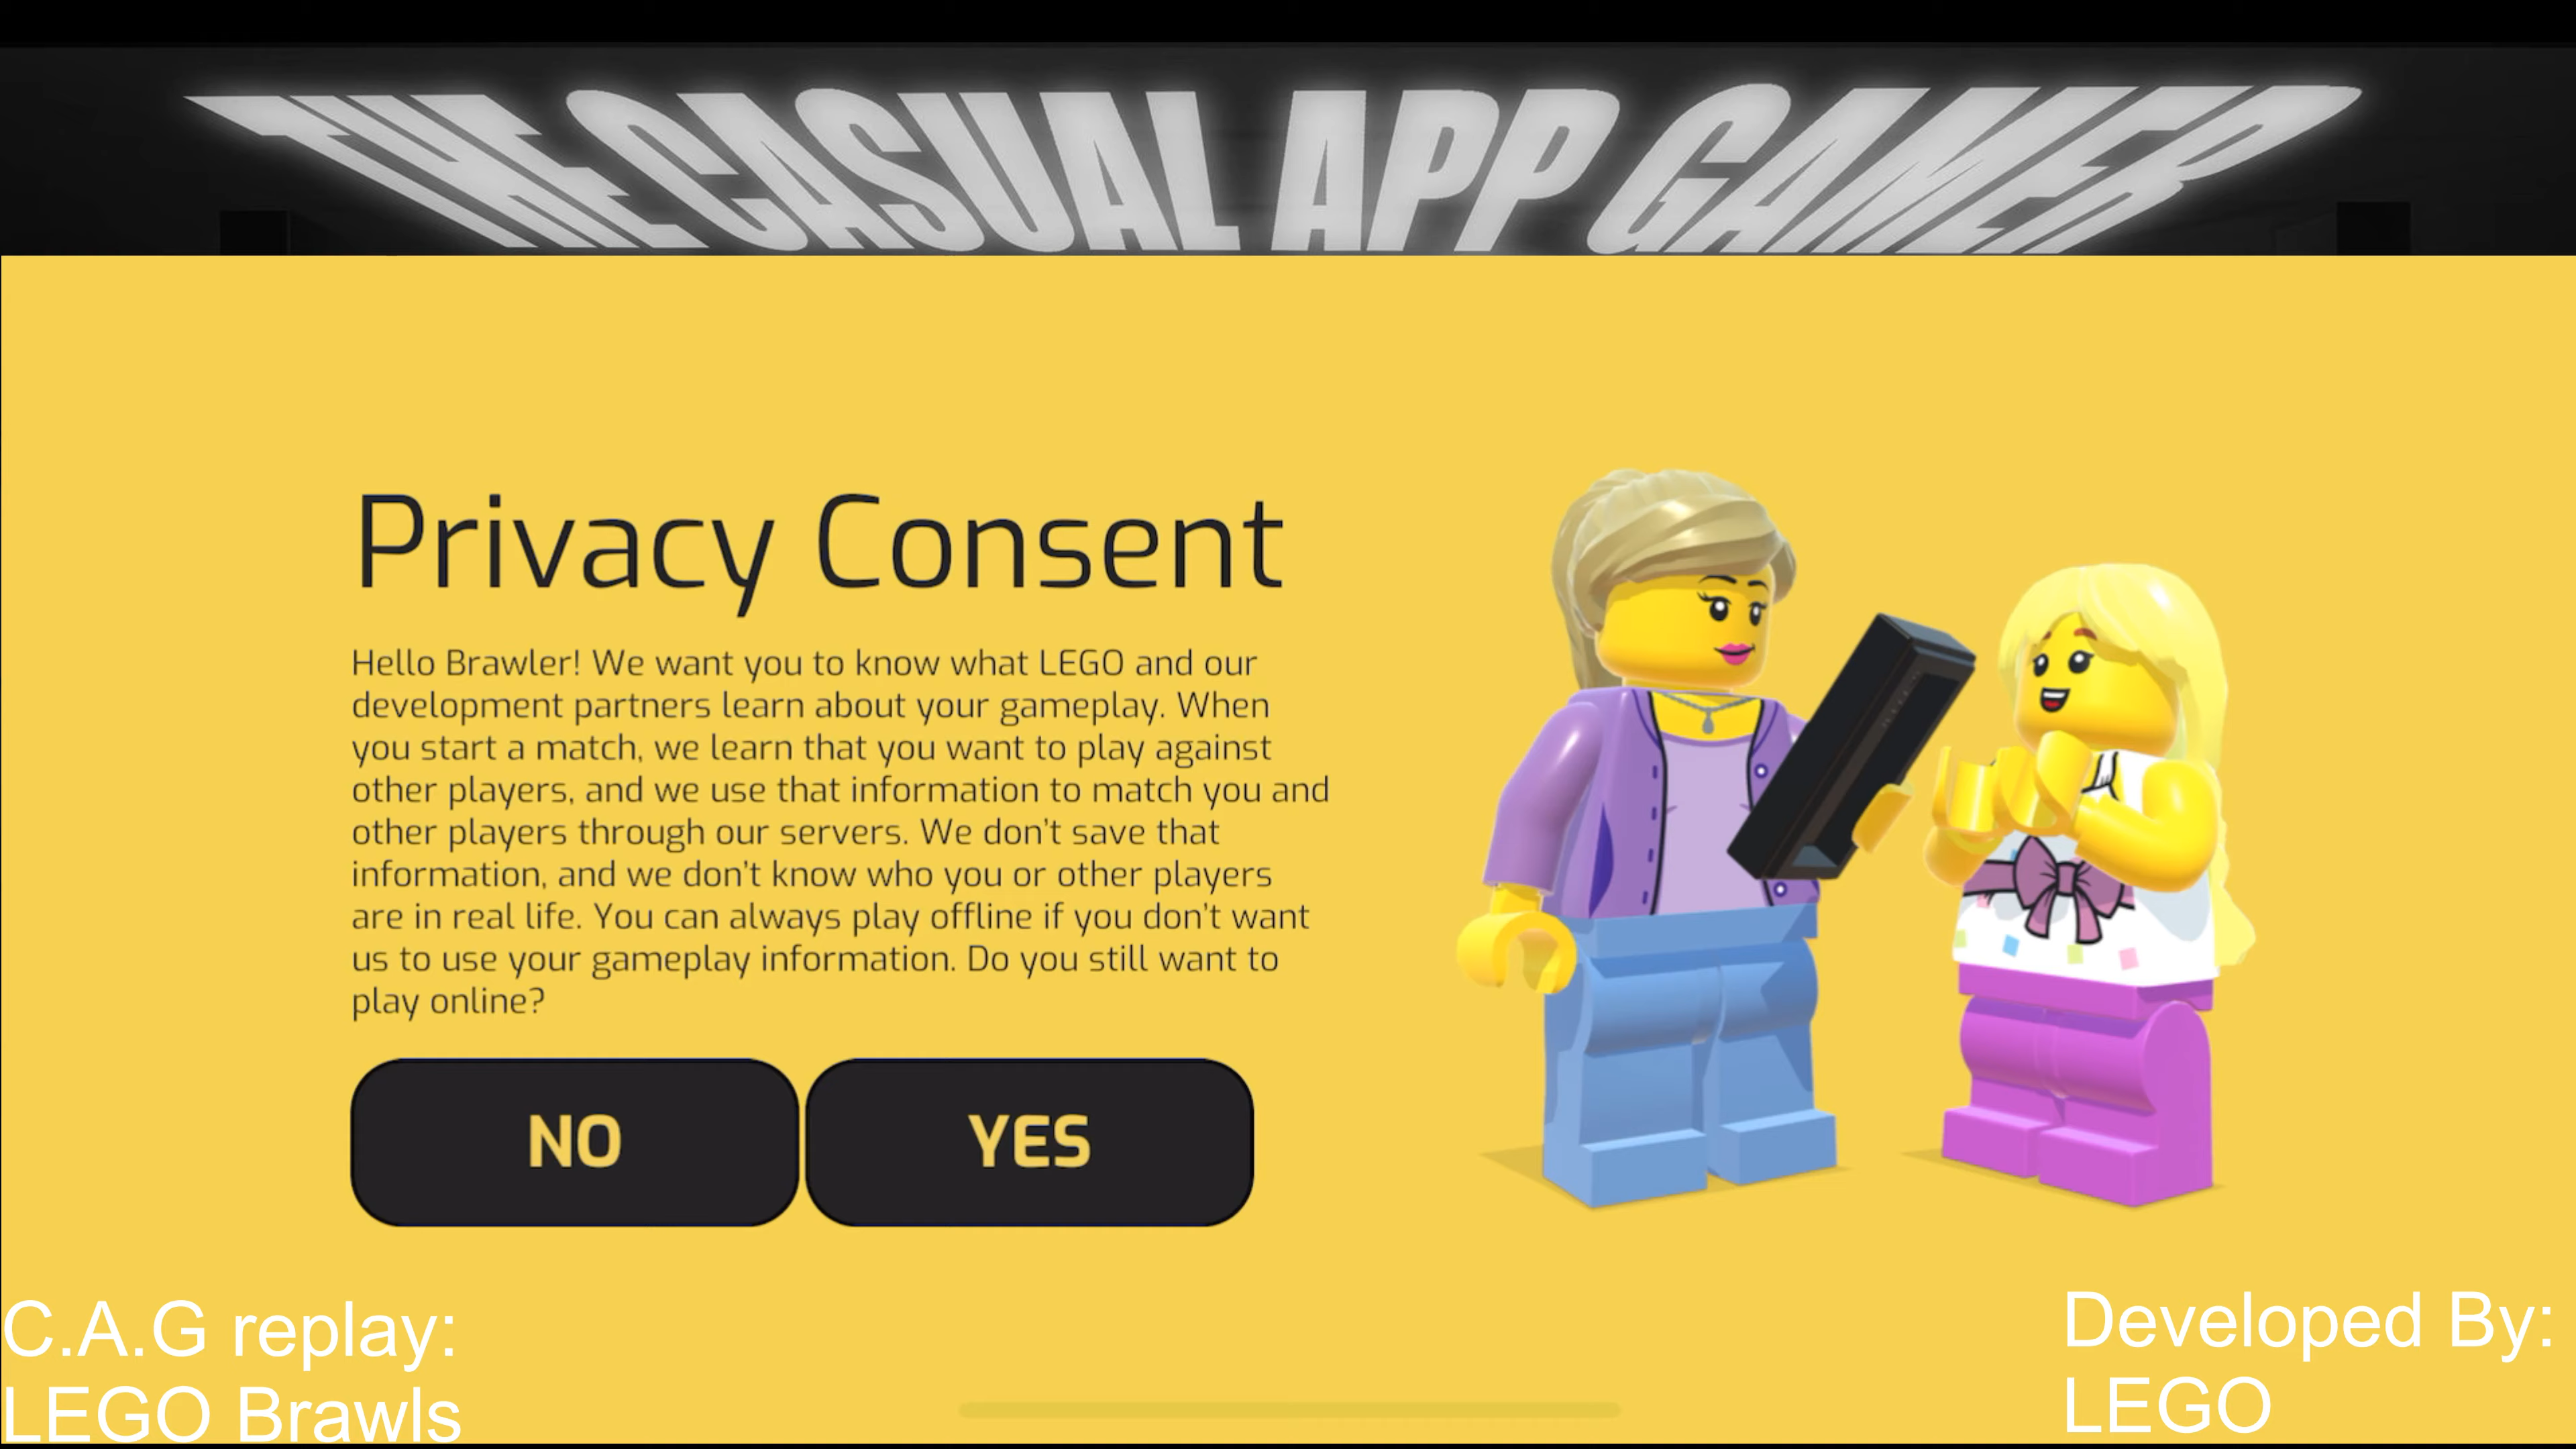 THE CASUAL APP GAMER
Privacy Consent
Hello Brawler! We want you to know what LEGO and our
development partners learn about your gameplay. When
you start a match, we learn that you want to play against
other players, and we use that information to match you and
other players through our servers. We don't save that
information, and we don't know who you or other players
are in real life. You can always play offline if you don't want
us to use your gameplay information. Do you still want to
play online?
NO
YES
C.A.G replay:
LEGO Brawls
Developed By:
LEGO